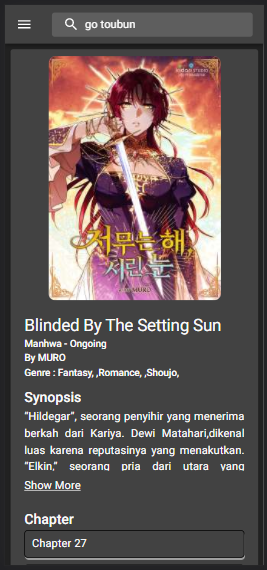 go toubun
저무는 해,
시린 눈
MURO
Blinded By The Setting Sun
Manhwa - Ongoing
By MURO
Genre : Fantasy, ,Romance, ,Shoujo,
Synopsis
"Hildegar", seorang penyihir yang menerima
berkah dari Kariya. Dewi Matahari,dikenal
luas karena reputasinya yang menakutkan.
"Elkin," seorang pria dari utara yang
Show More
Chapter
Chapter 27